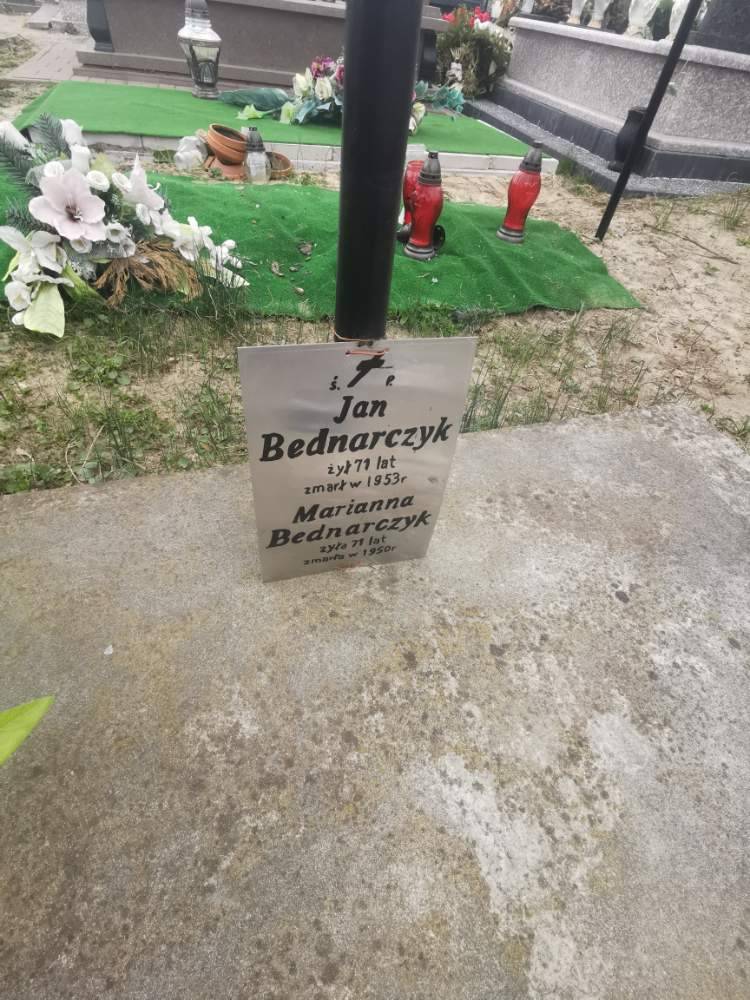 ś. p.
Jan
Bednarczyk
żył 71 lat
zmarł w 1953r
Marianna
Bednarczyk
żyła 71 lat
zmarła w 1950r